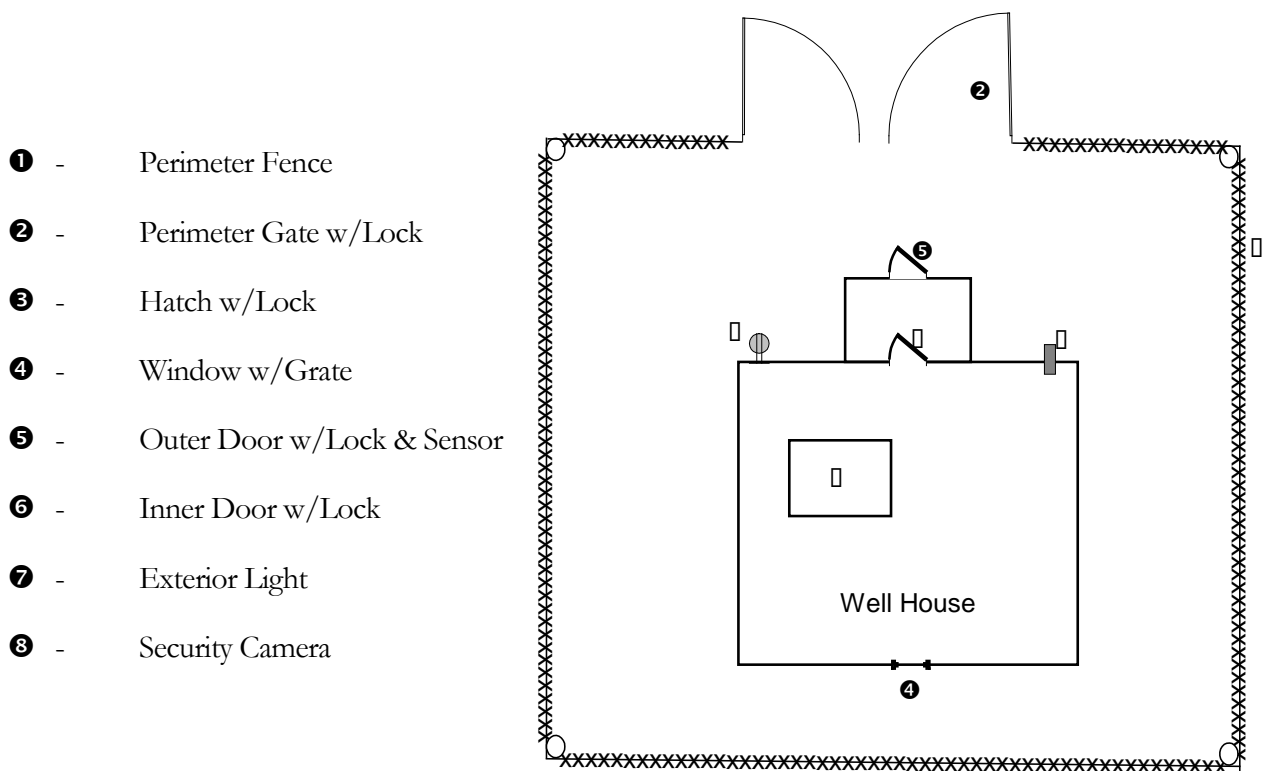 ❶ - Perimeter Fence
❷ - Perimeter Gate w/Lock
❸ - Hatch w/Lock
❹ - Window w/Grate
❺ - Outer Door w/Lock & Sensor
❻ - Inner Door w/Lock
❼ - Exterior Light
❽ - Security Camera
❷
❺
Well House
❹